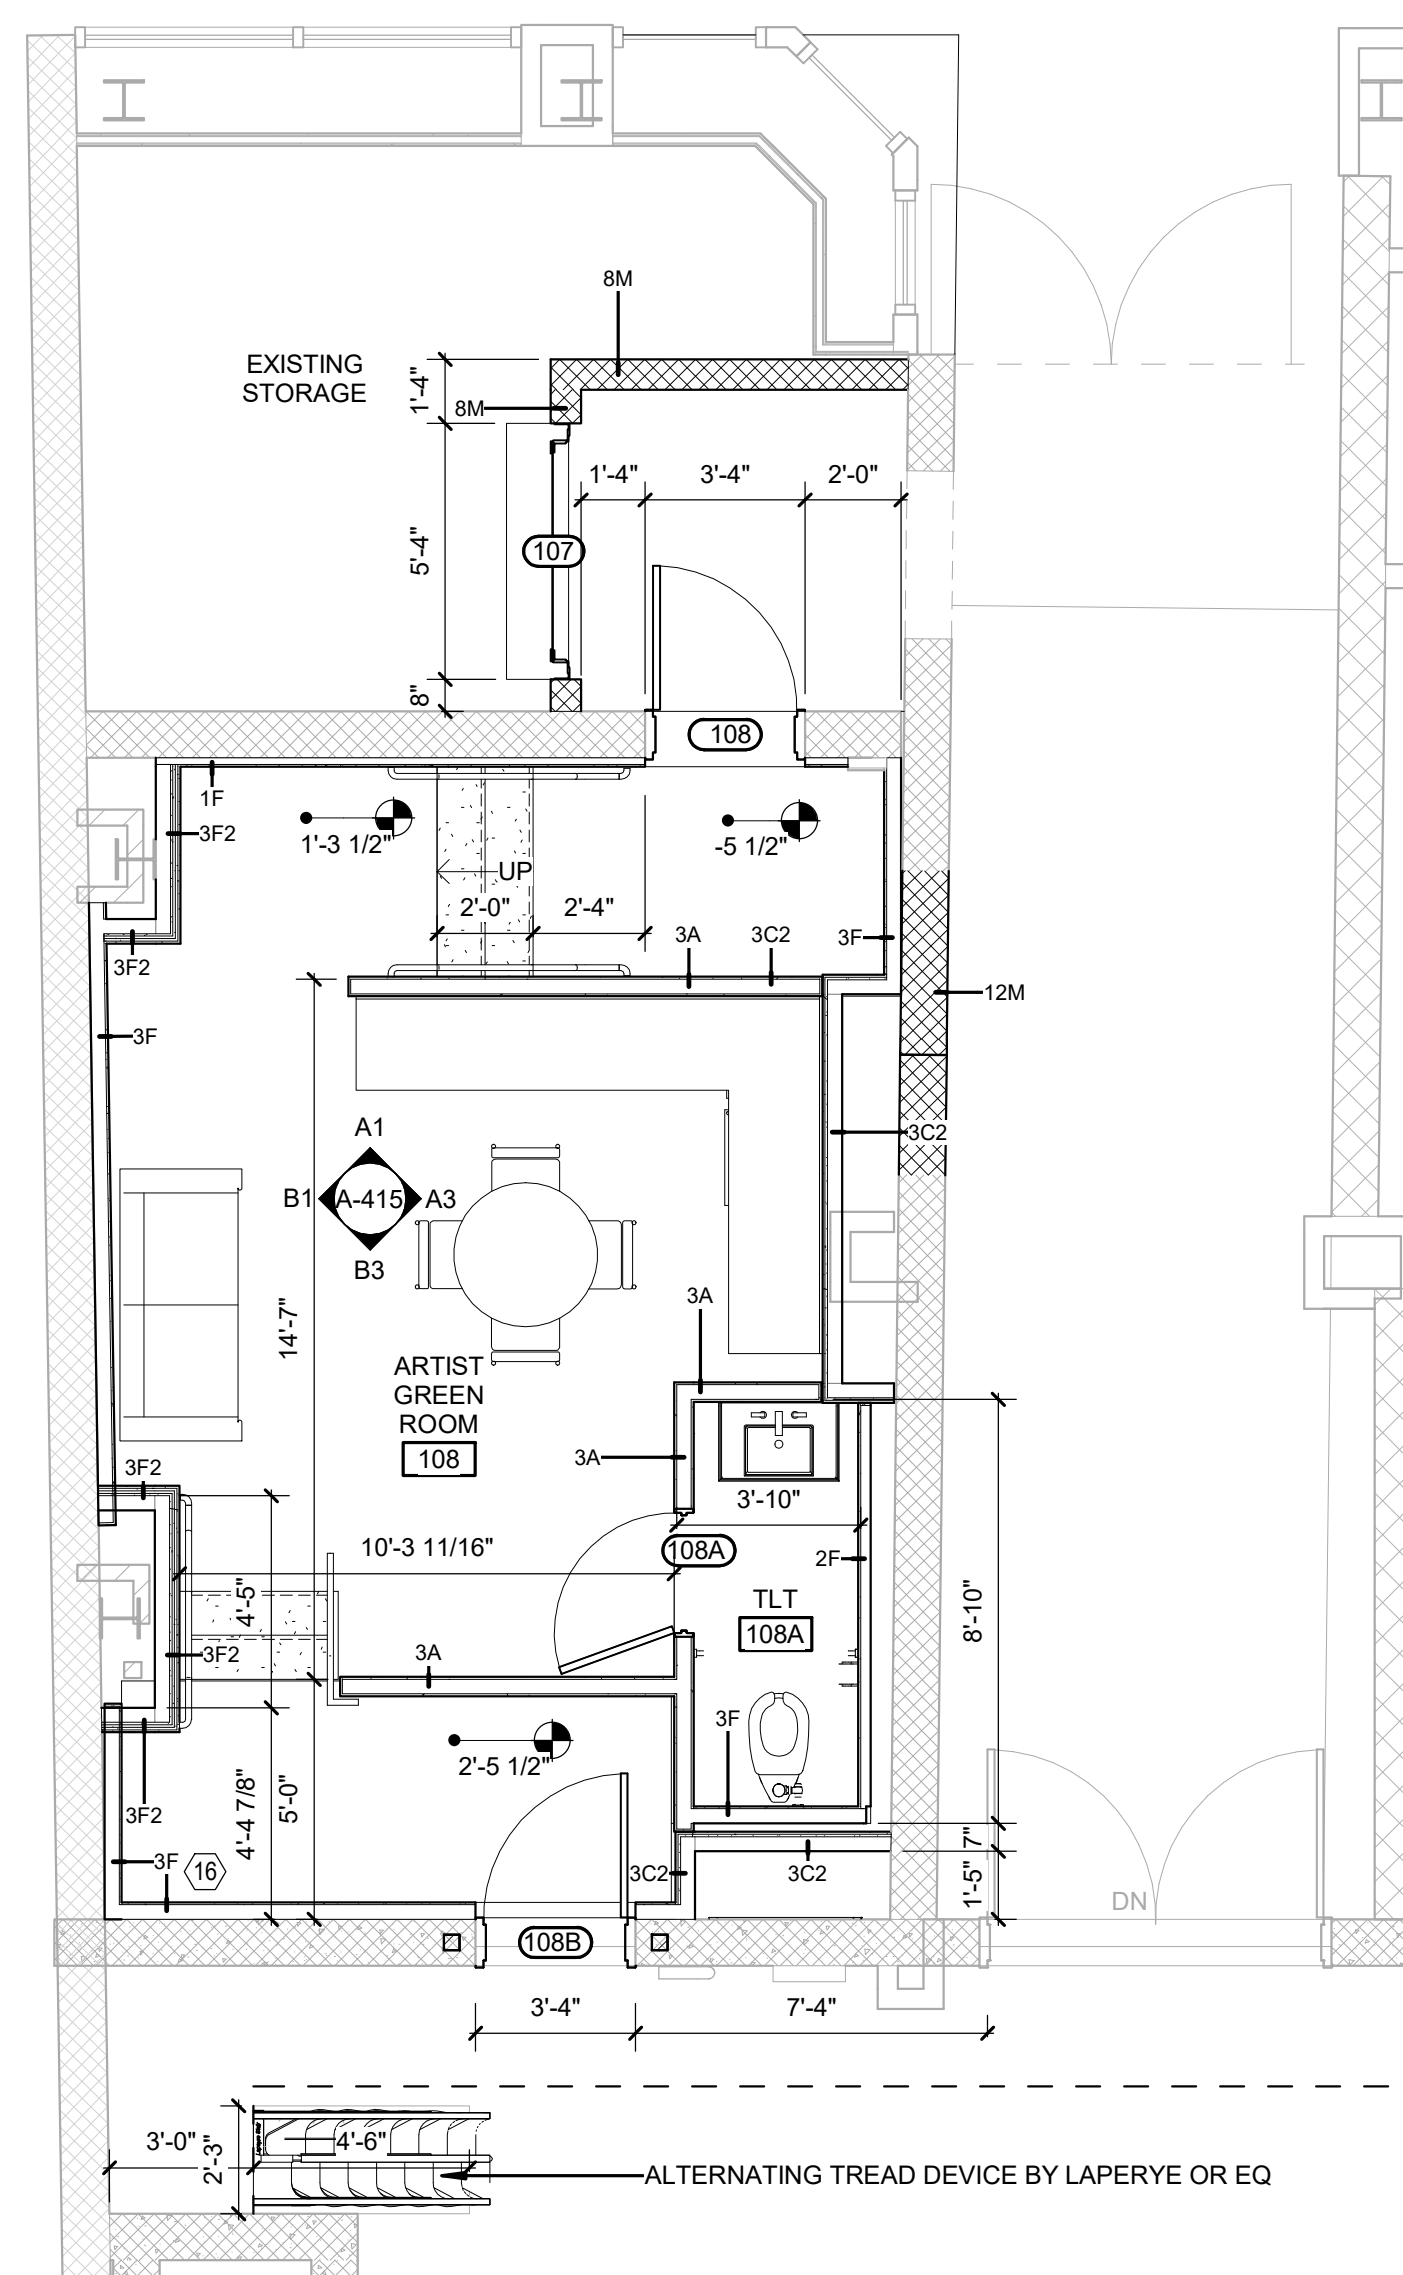 8M
EXISTING
STORAGE
1'-4"
8M
1'-4"
3'-4"
2'-0"
5'-4"
107
8"
108
1F
3F2
1'-3 1/2"
-5 1/2"
UP
2'-0"
2'-4"
3A
3C2
3F
3F2
12M
3F
A1
3C2
B1
A-415
A3
B3
3A
14'-7"
ARTIST
GREEN
ROOM
108
3A
3F2
3'-10"
10'-3 11/16"
108A
2F
4'-5"
TLT
108A
8'-10"
3F2
3A
3F
2'-5 1/2"
3F2
4'-4 7/8"
5'-0"
7"
3F
16
3C2
3C2
1'-5"
DN
108B
3'-4"
7'-4"
3'-0"
2'-3"
4'-6"
ALTERNATING TREAD DEVICE BY LAPERYE OR EQ